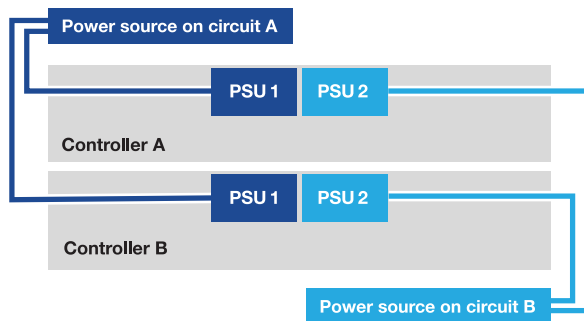 Power source on circuit A
PSU 1 PSU 2
Controller A
PSU 1 PSU 2
Controller B
Power source on circuit B